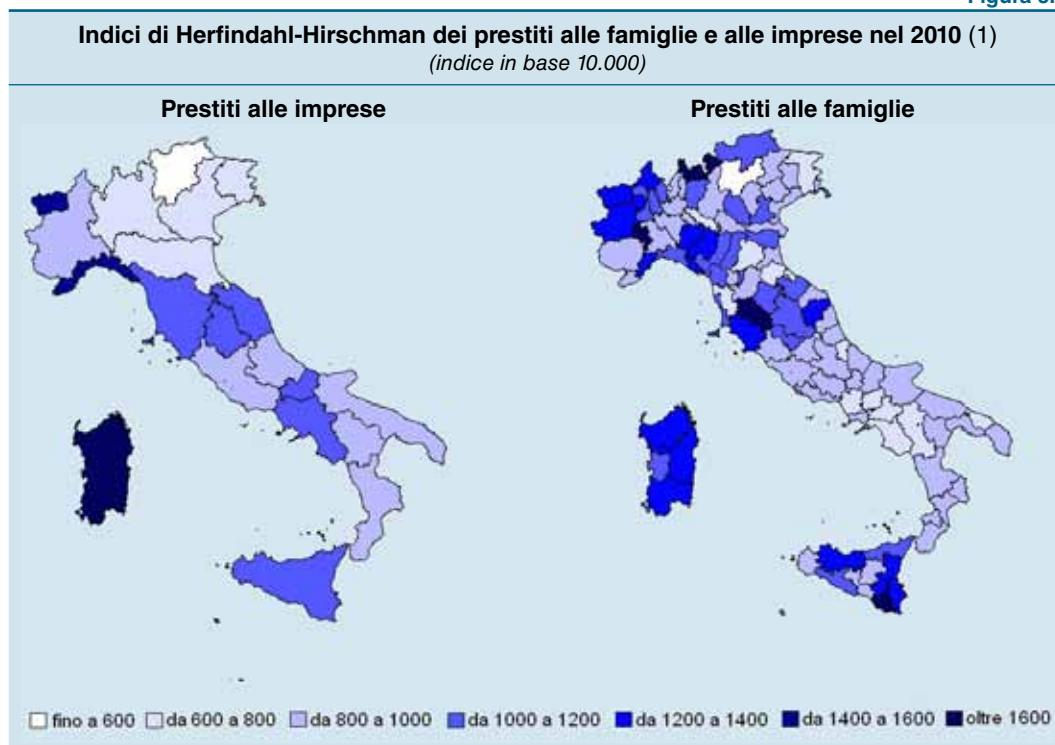 Indici di Herfindahl-Hirschman dei prestiti alle famiglie e alle imprese nel 2010 (1)
(indice in base 10.000)
Prestiti alle imprese
Prestiti alle famiglie
fino a 600
da 600 a 800
da 800 a 1000
da 1000 a 1200
da 1200 a 1400
da 1400 a 1600
oltre 1600